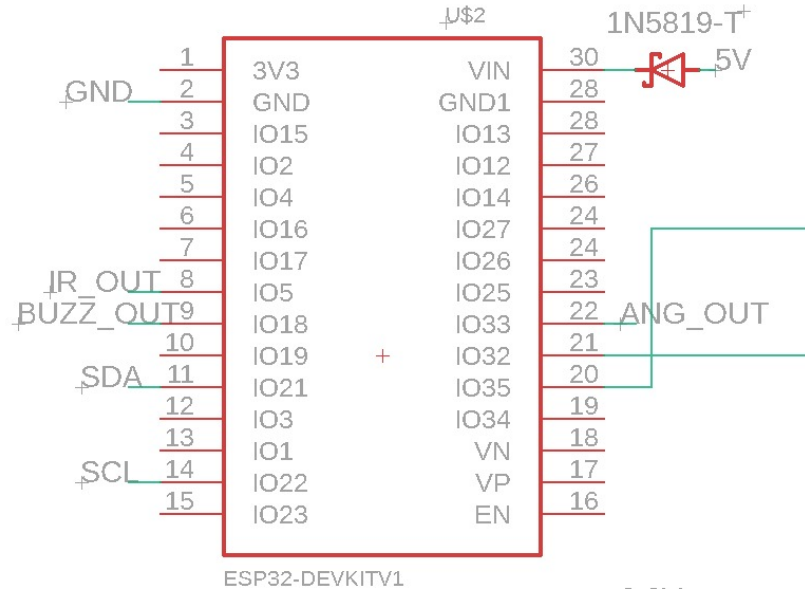 U$2
1N5819-T
5V
1 3V3 VIN 30
GND 2 GND GND1 28
3 IO15 IO13 28
4 IO2 IO12 27
5 IO4 IO14 26
6 IO16 IO27 24
7 IO17 IO26 24
IR_OUT 8 IO5 IO25 23
BUZZ_OUT 9 IO18 IO33 22 ANG_OUT
10 IO19 IO32 21
SDA 11 IO21 IO35 20
12 IO3 IO34 19
13 IO1 VN 18
SCL 14 IO22 VP 17
15 IO23 EN 16
ESP32-DEVKITV1